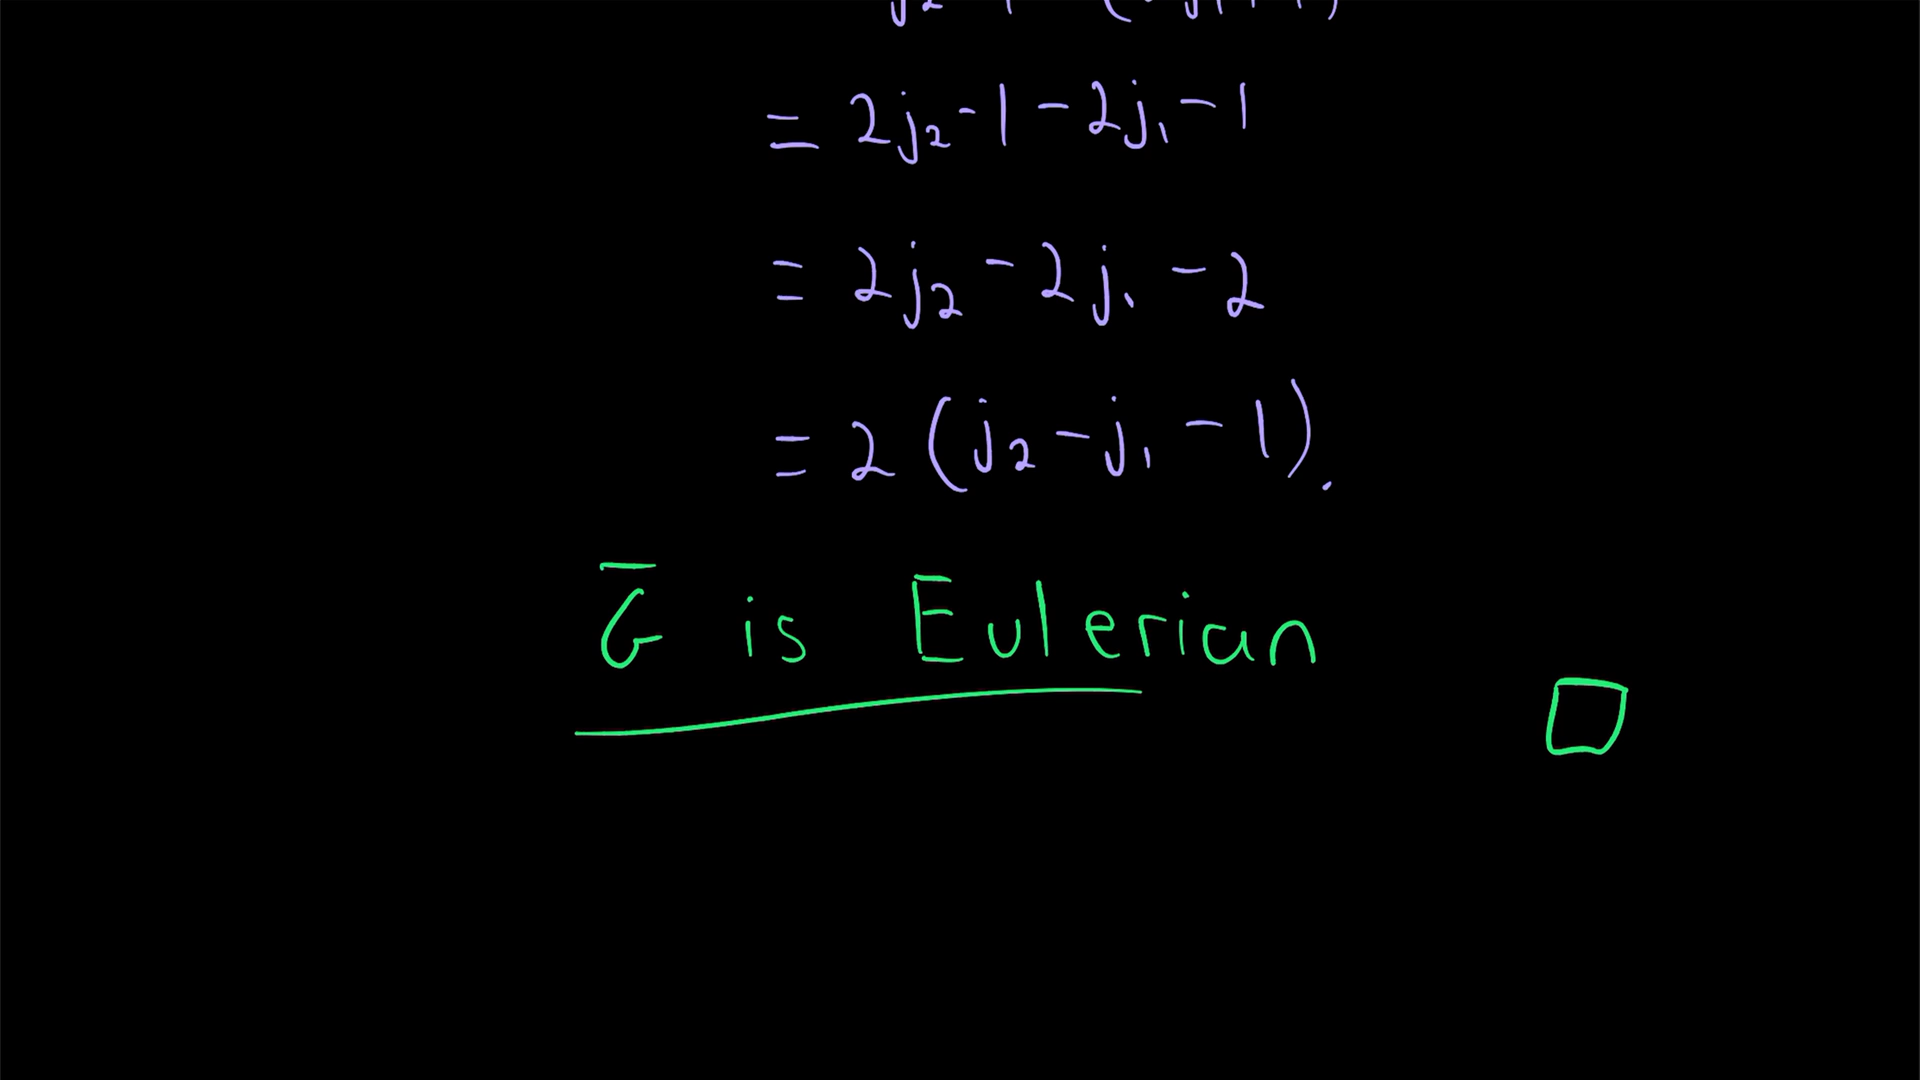 = 2j₂ - 1 - 2j₁ - 1
= 2j₂ - 2j₁ - 2
= 2(j₂ - j₁ - 1).
G̅ is Eulerian